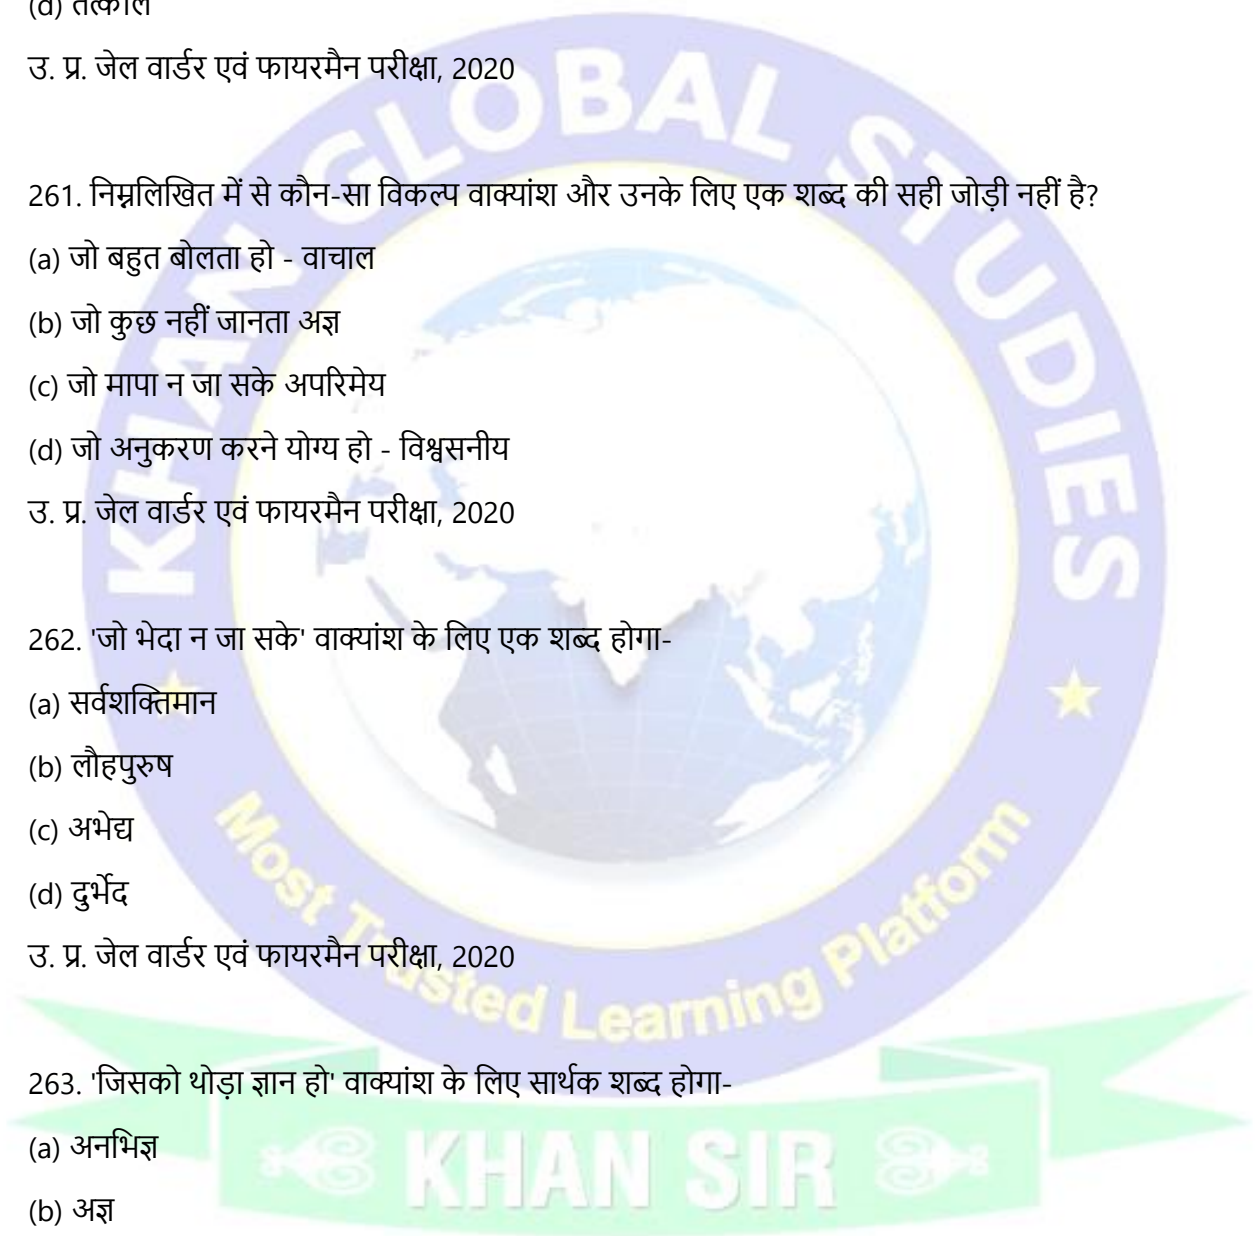 (d) तत्काल
उ. प्र. जेल वार्डर एवं फायरमैन परीक्षा, 2020
261. निम्नलिखित में से कौन-सा विकल्प वाक्यांश और उनके लिए एक शब्द की सही जोड़ी नहीं है?
(a) जो बहुत बोलता हो - वाचाल
(b) जो कुछ नहीं जानता अज्ञ
(c) जो मापा न जा सके अपरिमेय
(d) जो अनुकरण करने योग्य हो - विश्वसनीय
उ. प्र. जेल वार्डर एवं फायरमैन परीक्षा, 2020
262. 'जो भेदा न जा सके' वाक्यांश के लिए एक शब्द होगा-
(a) सर्वशक्तिमान
(b) लौहपुरुष
(c) अभेद्य
(d) दुर्भेद
उ. प्र. जेल वार्डर एवं फायरमैन परीक्षा, 2020
263. 'जिसको थोड़ा ज्ञान हो' वाक्यांश के लिए सार्थक शब्द होगा-
(a) अनभिज्ञ
(b) अज्ञ
KHAN GLOBAL STUDIES
Most Trusted Learning Platform
KHAN SIR